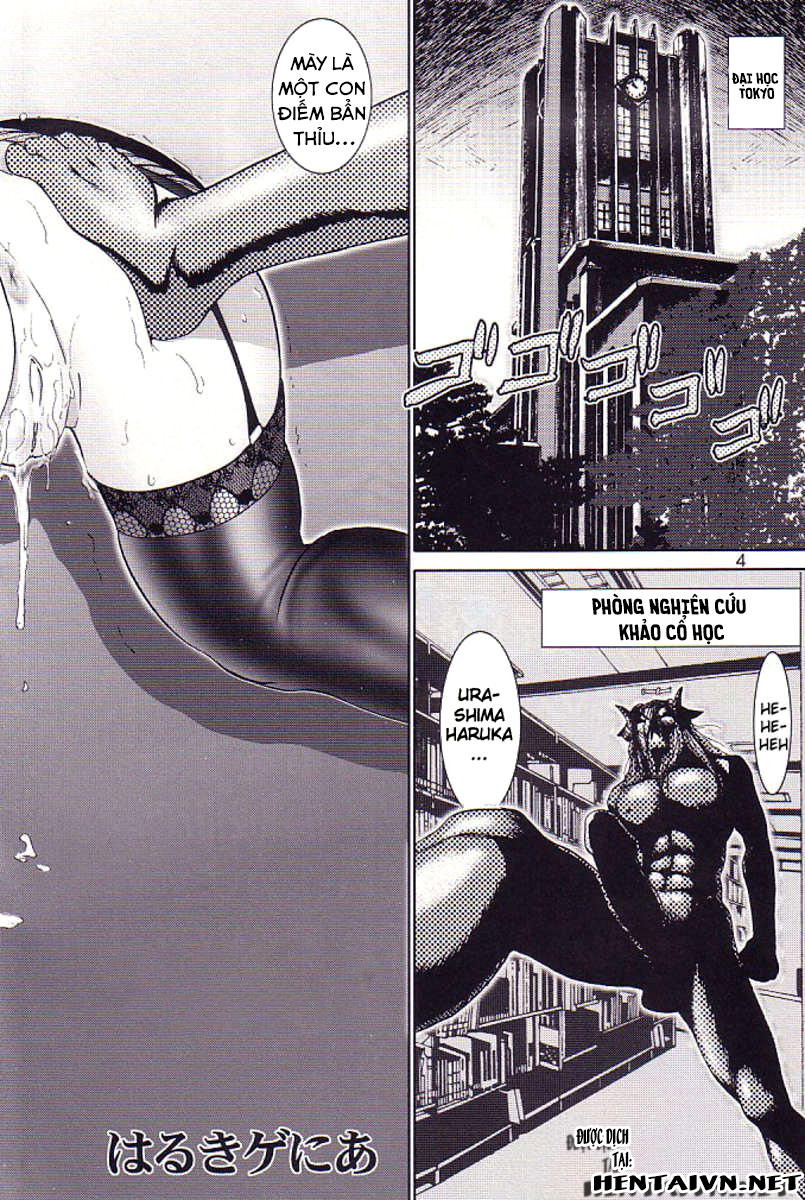 ĐẠI HỌC
TOKYO
ゴゴゴゴゴ
4
PHÒNG NGHIÊN CỨU
KHẢO CỔ HỌC
HE-
HE-
HEH
URA-
SHIMA
HARUKA
...
MÀY LÀ
MỘT CON
ĐIẾM BẨN
THỈU...
はるきゲにあ
ĐƯỢC DỊCH
TẠI:
HENTAIVN.NET